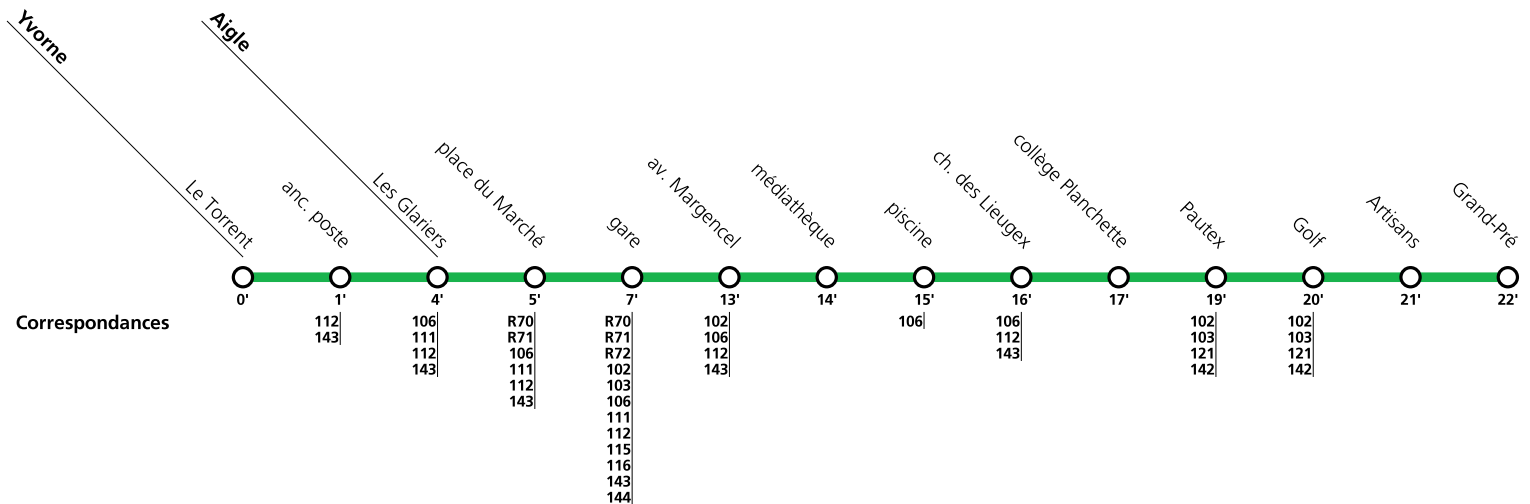 Yvorne
Aigle
Le Torrent
anc. poste
Les Glariers
place du Marché
gare
av. Margencel
médiathèque
piscine
ch. des Lieugex
collège Planchette
Pautex
Golf
Artisans
Grand-Pré
0' 1' 4' 5' 7' 13' 14' 15' 16' 17' 19' 20' 21' 22'
Correspondances
112
143
106
111
112
143
R70
R71
106
111
112
143
R70
R71
R72
102
103
106
111
112
115
116
143
144
102
106
112
143
106
106
112
143
102
103
121
142
102
103
121
142